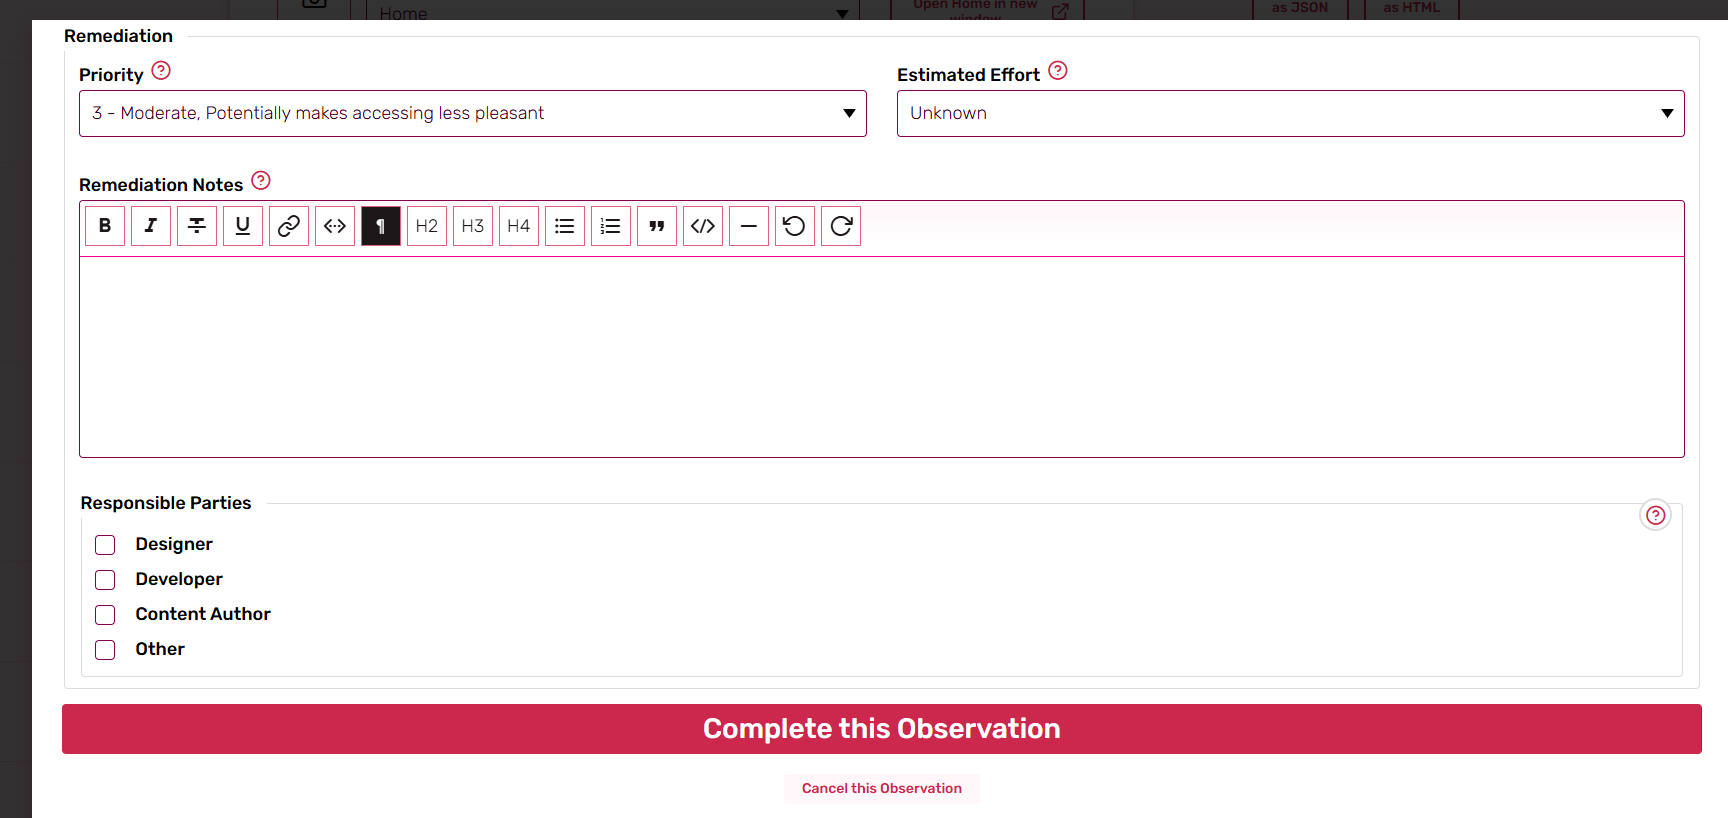 Home
Open Home in new
window
as JSON
as HTML
Remediation
Priority
Estimated Effort
3 - Moderate, Potentially makes accessing less pleasant
Unknown
Remediation Notes
B I T U ¶ H2 H3 H4
Responsible Parties
Designer
Developer
Content Author
Other
Complete this Observation
Cancel this Observation